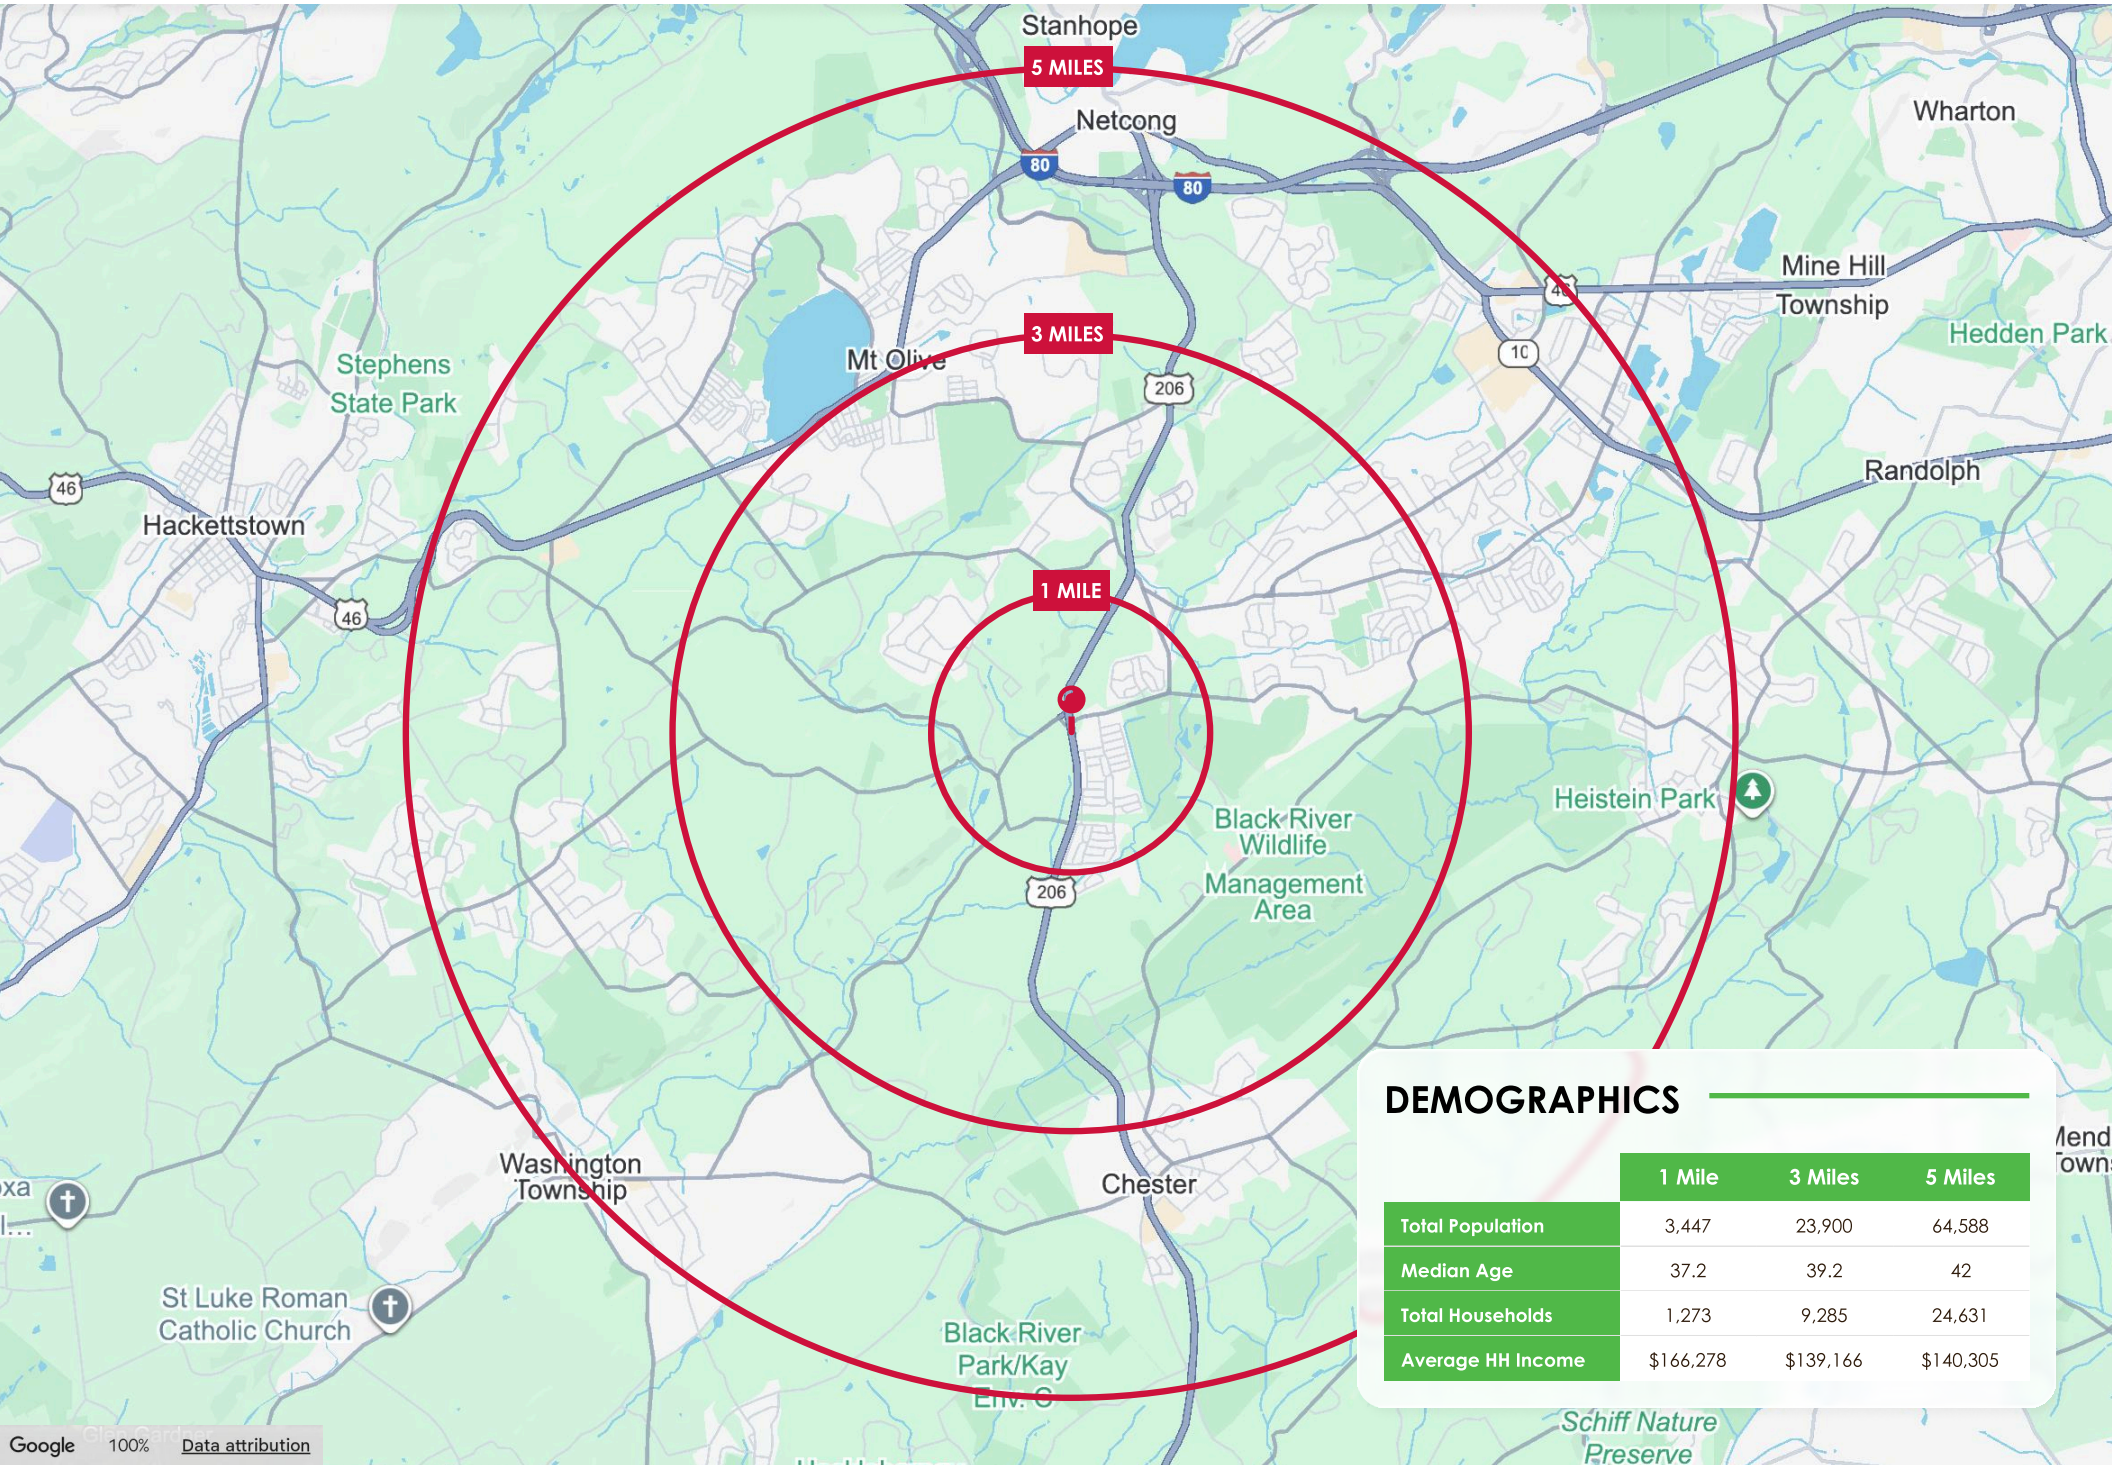 Stanhope
5 MILES
Netcong
80
80
Wharton
Mine Hill
Township
46
Hedden Park
3 MILES
Mt Olive
10
Stephens
State Park
206
Randolph
46
Hackettstown
1 MILE
46
Heistein Park
Black River
Wildlife
Management
Area
206
Washington
Township
Chester
St Luke Roman
Catholic Church
Black River
Park/Kay
Env. C
DEMOGRAPHICS
1 Mile 3 Miles 5 Miles
Total Population 3,447 23,900 64,588
Median Age 37.2 39.2 42
Total Households 1,273 9,285 24,631
Average HH Income $166,278 $139,166 $140,305
Schiff Nature
Preserve
Glen Gardner
Google 100% Data attribution